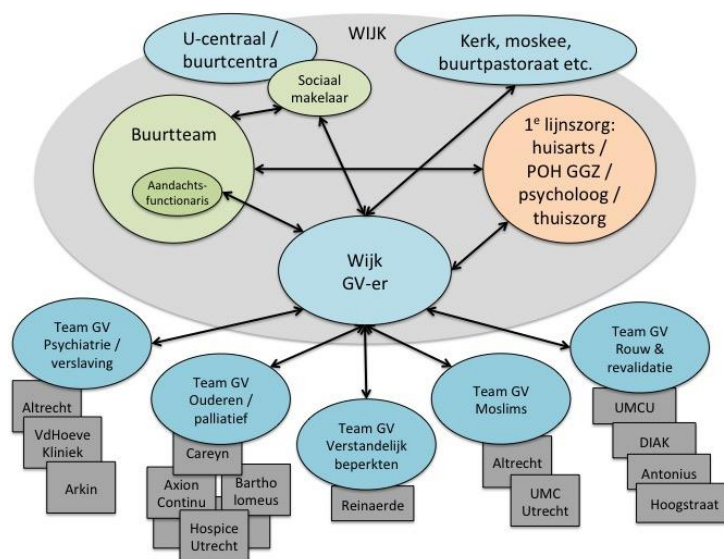 U-centraal /
buurtcentra
WIJK
Kerk, moskee,
buurtpastoraat etc.
Sociaal
makelaar
Buurtteam
Aandachts-
functionaris
1e lijnszorg:
huisarts /
POH GGZ /
psycholoog /
thuiszorg
Wijk
GV-er
Team GV
Psychiatrie /
verslaving
Team GV
Ouderen /
palliatief
Team GV
Verstandelijk
beperkten
Team GV
Moslims
Team GV
Rouw &
revalidatie
Altrecht
VdHoeve
Kliniek
Arkin
Careyn
Axion
Continu
Bartho
lomeus
Hospice
Utrecht
Reinaerde
Altrecht
UMC
Utrecht
UMCU
DIAK
Antonius
Hoogstraat